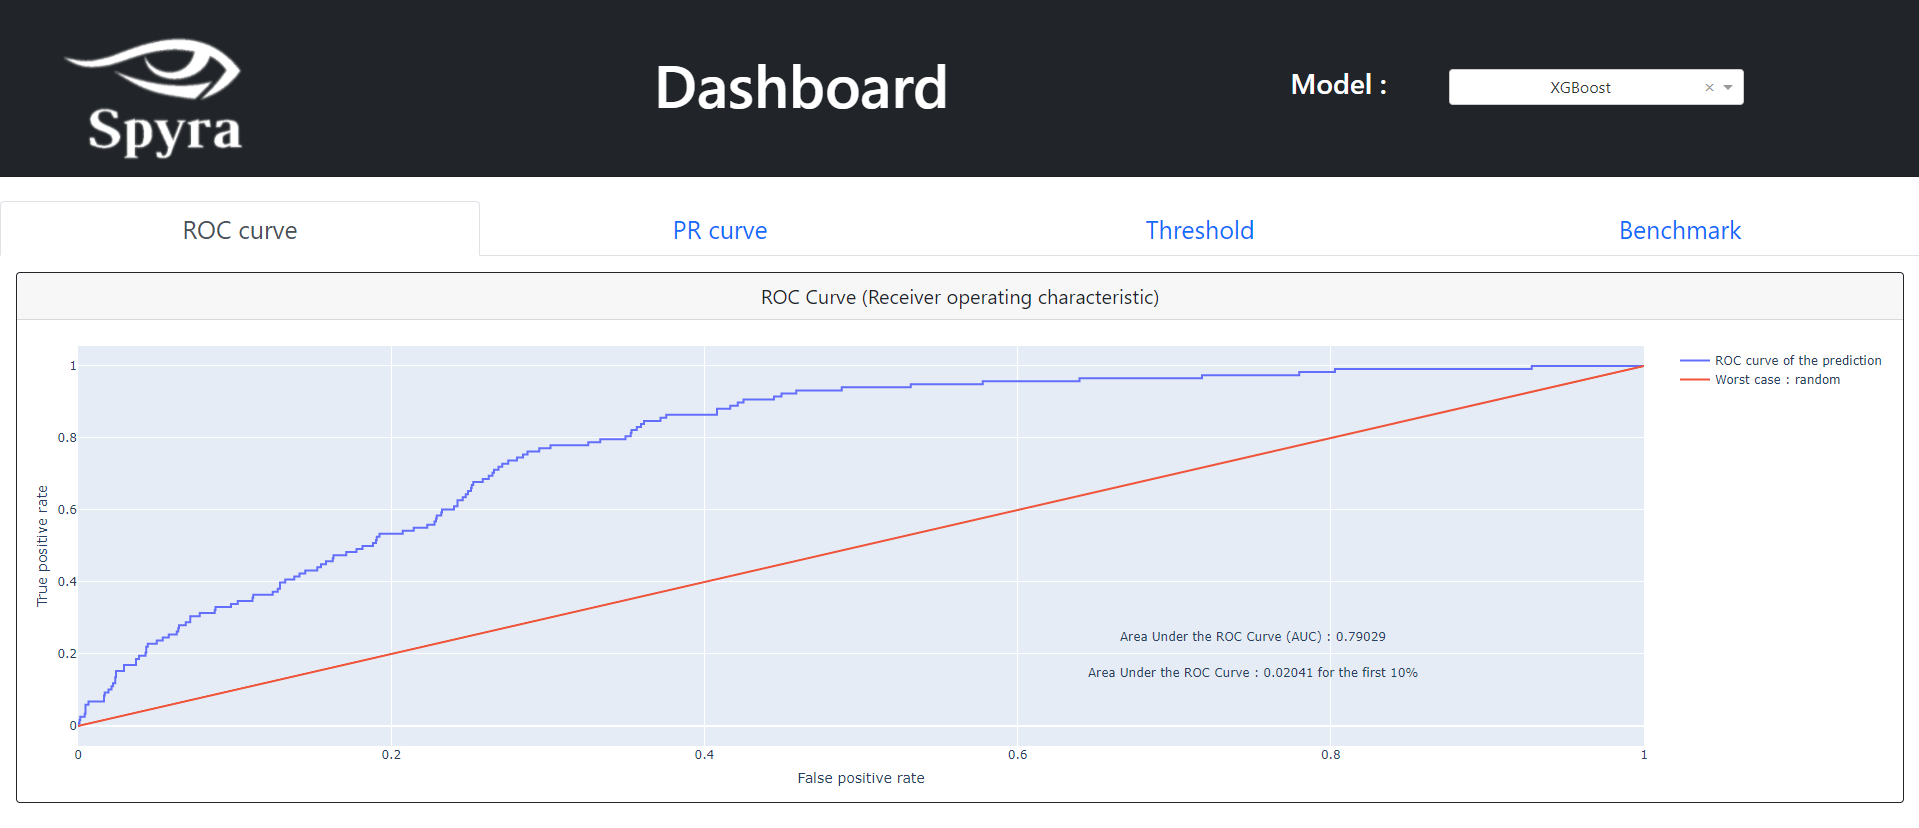 Spyra
Dashboard
Model :
XGBoost
ROC curve
PR curve
Threshold
Benchmark
ROC Curve (Receiver operating characteristic)
ROC curve of the prediction
Worst case : random
1
0.8
0.6
0.4
0.2
0
True positive rate
Area Under the ROC Curve (AUC) : 0.79029
Area Under the ROC Curve : 0.02041 for the first 10%
0
0.2
0.4
0.6
0.8
1
False positive rate